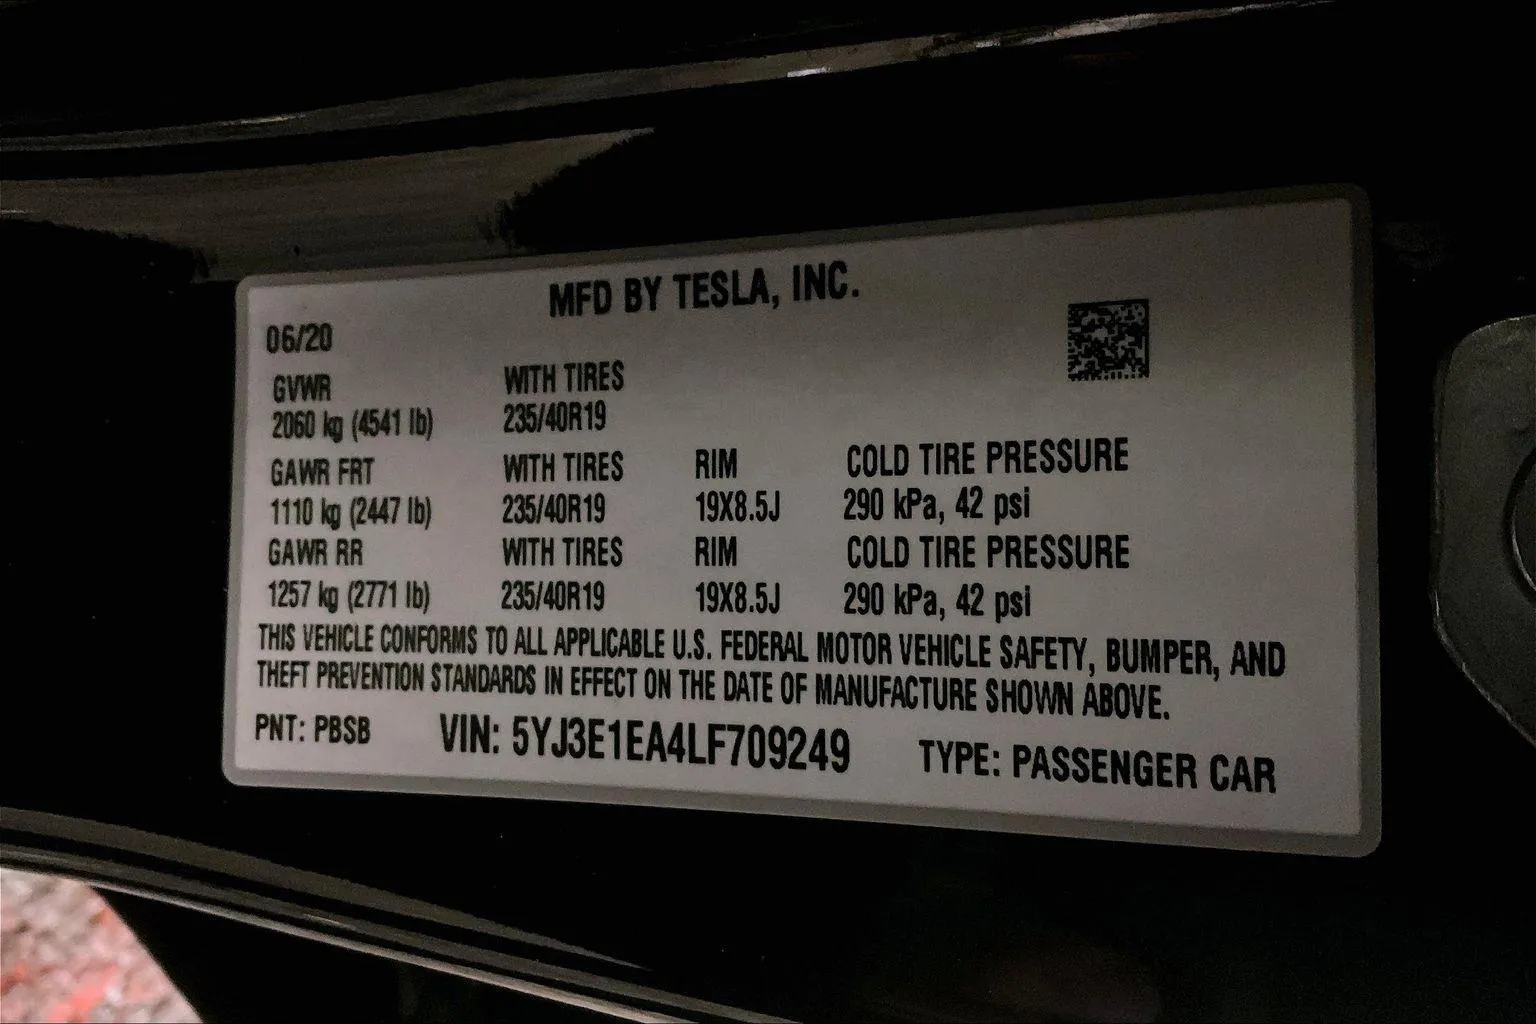 MFD BY TESLA, INC.
06/20
GVWR WITH TIRES
2060 kg (4541 lb) 235/40R19
GAWR FRT WITH TIRES RIM COLD TIRE PRESSURE
1110 kg (2447 lb) 235/40R19 19X8.5J 290 kPa, 42 psi
GAWR RR WITH TIRES RIM COLD TIRE PRESSURE
1257 kg (2771 lb) 235/40R19 19X8.5J 290 kPa, 42 psi
THIS VEHICLE CONFORMS TO ALL APPLICABLE U.S. FEDERAL MOTOR VEHICLE SAFETY, BUMPER, AND
THEFT PREVENTION STANDARDS IN EFFECT ON THE DATE OF MANUFACTURE SHOWN ABOVE.
PNT: PBSB VIN: 5YJ3E1EA4LF709249 TYPE: PASSENGER CAR